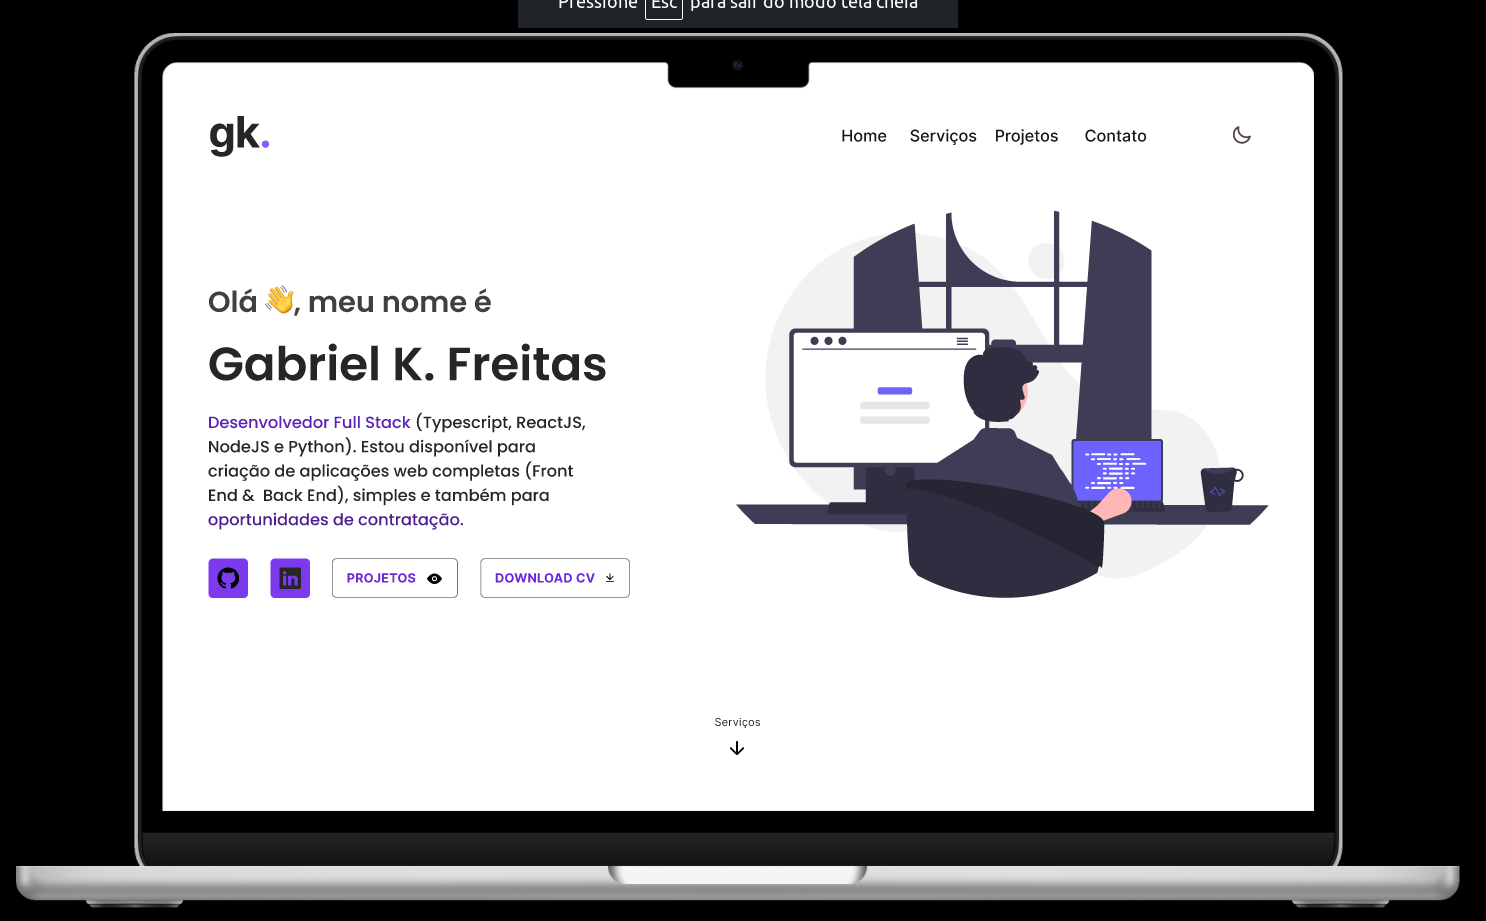 Pressione Esc para sair do modo tela cheia
gk.
Home Serviços Projetos Contato
Olá 👋, meu nome é
Gabriel K. Freitas
Desenvolvedor Full Stack (Typescript, ReactJS,
NodeJS e Python). Estou disponível para
criação de aplicações web completas (Front
End & Back End), simples e também para
oportunidades de contratação.
in
PROJETOS
DOWNLOAD CV
Serviços